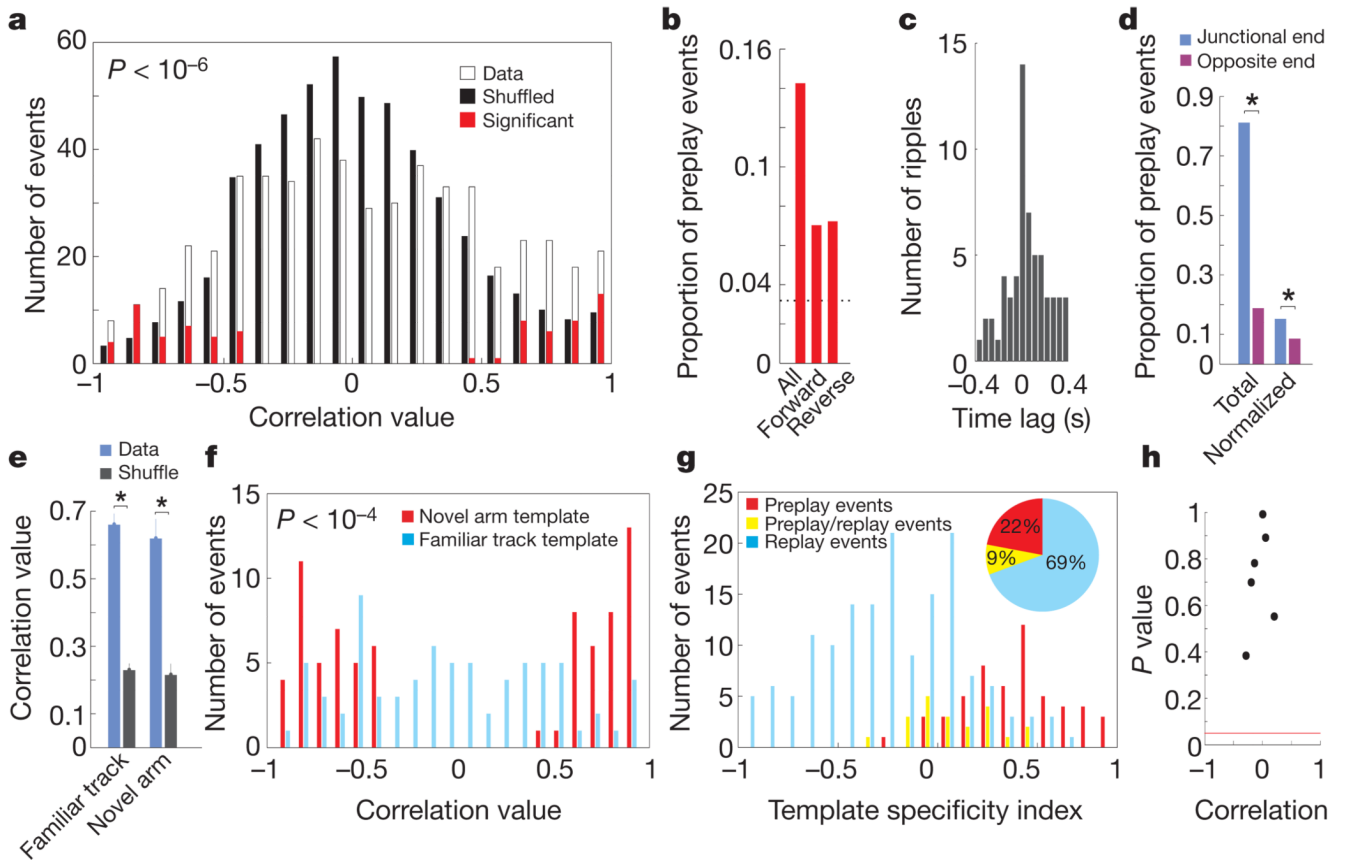 a
60
40
20
0
Number of events
P < 10⁻⁶
Data
Shuffled
Significant
−1
−0.5
0
0.5
1
Correlation value
b
0.16
0.1
0.04
0
Proportion of preplay events
All
Forward
Reverse
c
15
10
5
0
Number of ripples
−0.4
0
0.4
Time lag (s)
d
Junctional end
Opposite end
0.9
0.7
0.5
0.3
0.1
0
Proportion of preplay events
*
*
Total
Normalized
e
Data
Shuffle
0.7
0.5
0.3
0.1
0
Correlation value
*
*
Familiar track
Novel arm
f
15
10
5
0
Number of events
P < 10⁻⁴
Novel arm template
Familiar track template
−1
−0.5
0
0.5
1
Correlation value
g
25
20
15
10
5
0
Number of events
Preplay events
Preplay/replay events
Replay events
22%
9%
69%
−1
−0.5
0
0.5
1
Template specificity index
h
1
0.8
0.6
0.4
0.2
0
P value
−1
0
1
Correlation